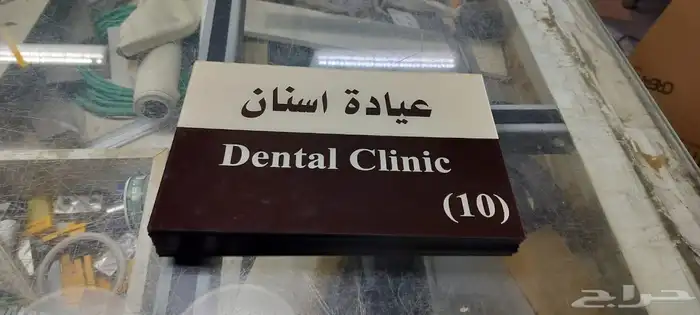 عيادة اسنان
Dental Clinic
(10)
حراج